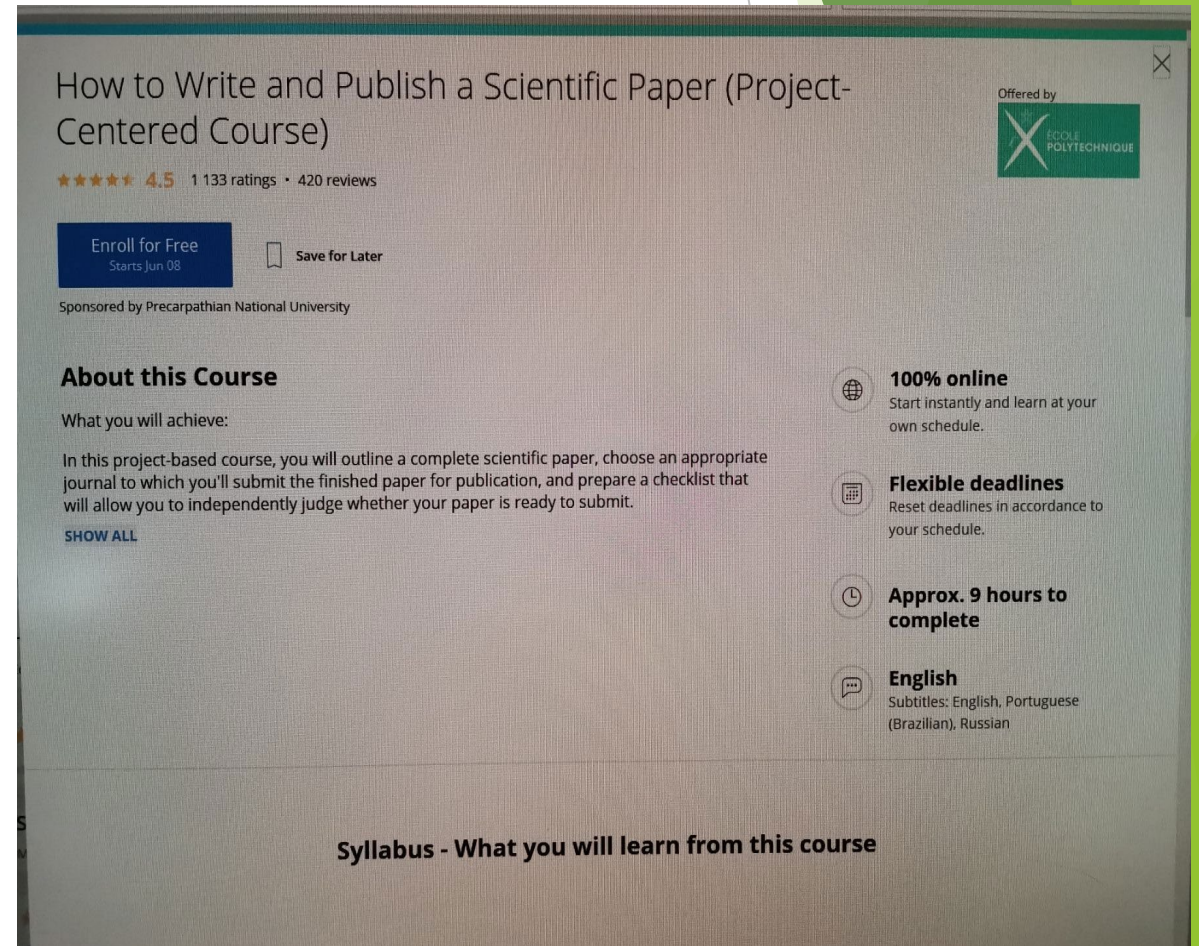 How to Write and Publish a Scientific Paper (Project-
Centered Course)
4.5 1 133 ratings • 420 reviews
Enroll for Free
Starts Jun 08
Save for Later
Sponsored by Precarpathian National University
Offered by
ÉCOLE
POLYTECHNIQUE
About this Course
What you will achieve:
In this project-based course, you will outline a complete scientific paper, choose an appropriate
journal to which you'll submit the finished paper for publication, and prepare a checklist that
will allow you to independently judge whether your paper is ready to submit.
SHOW ALL
100% online
Start instantly and learn at your
own schedule.
Flexible deadlines
Reset deadlines in accordance to
your schedule.
Approx. 9 hours to
complete
English
Subtitles: English, Portuguese
(Brazilian), Russian
Syllabus - What you will learn from this course